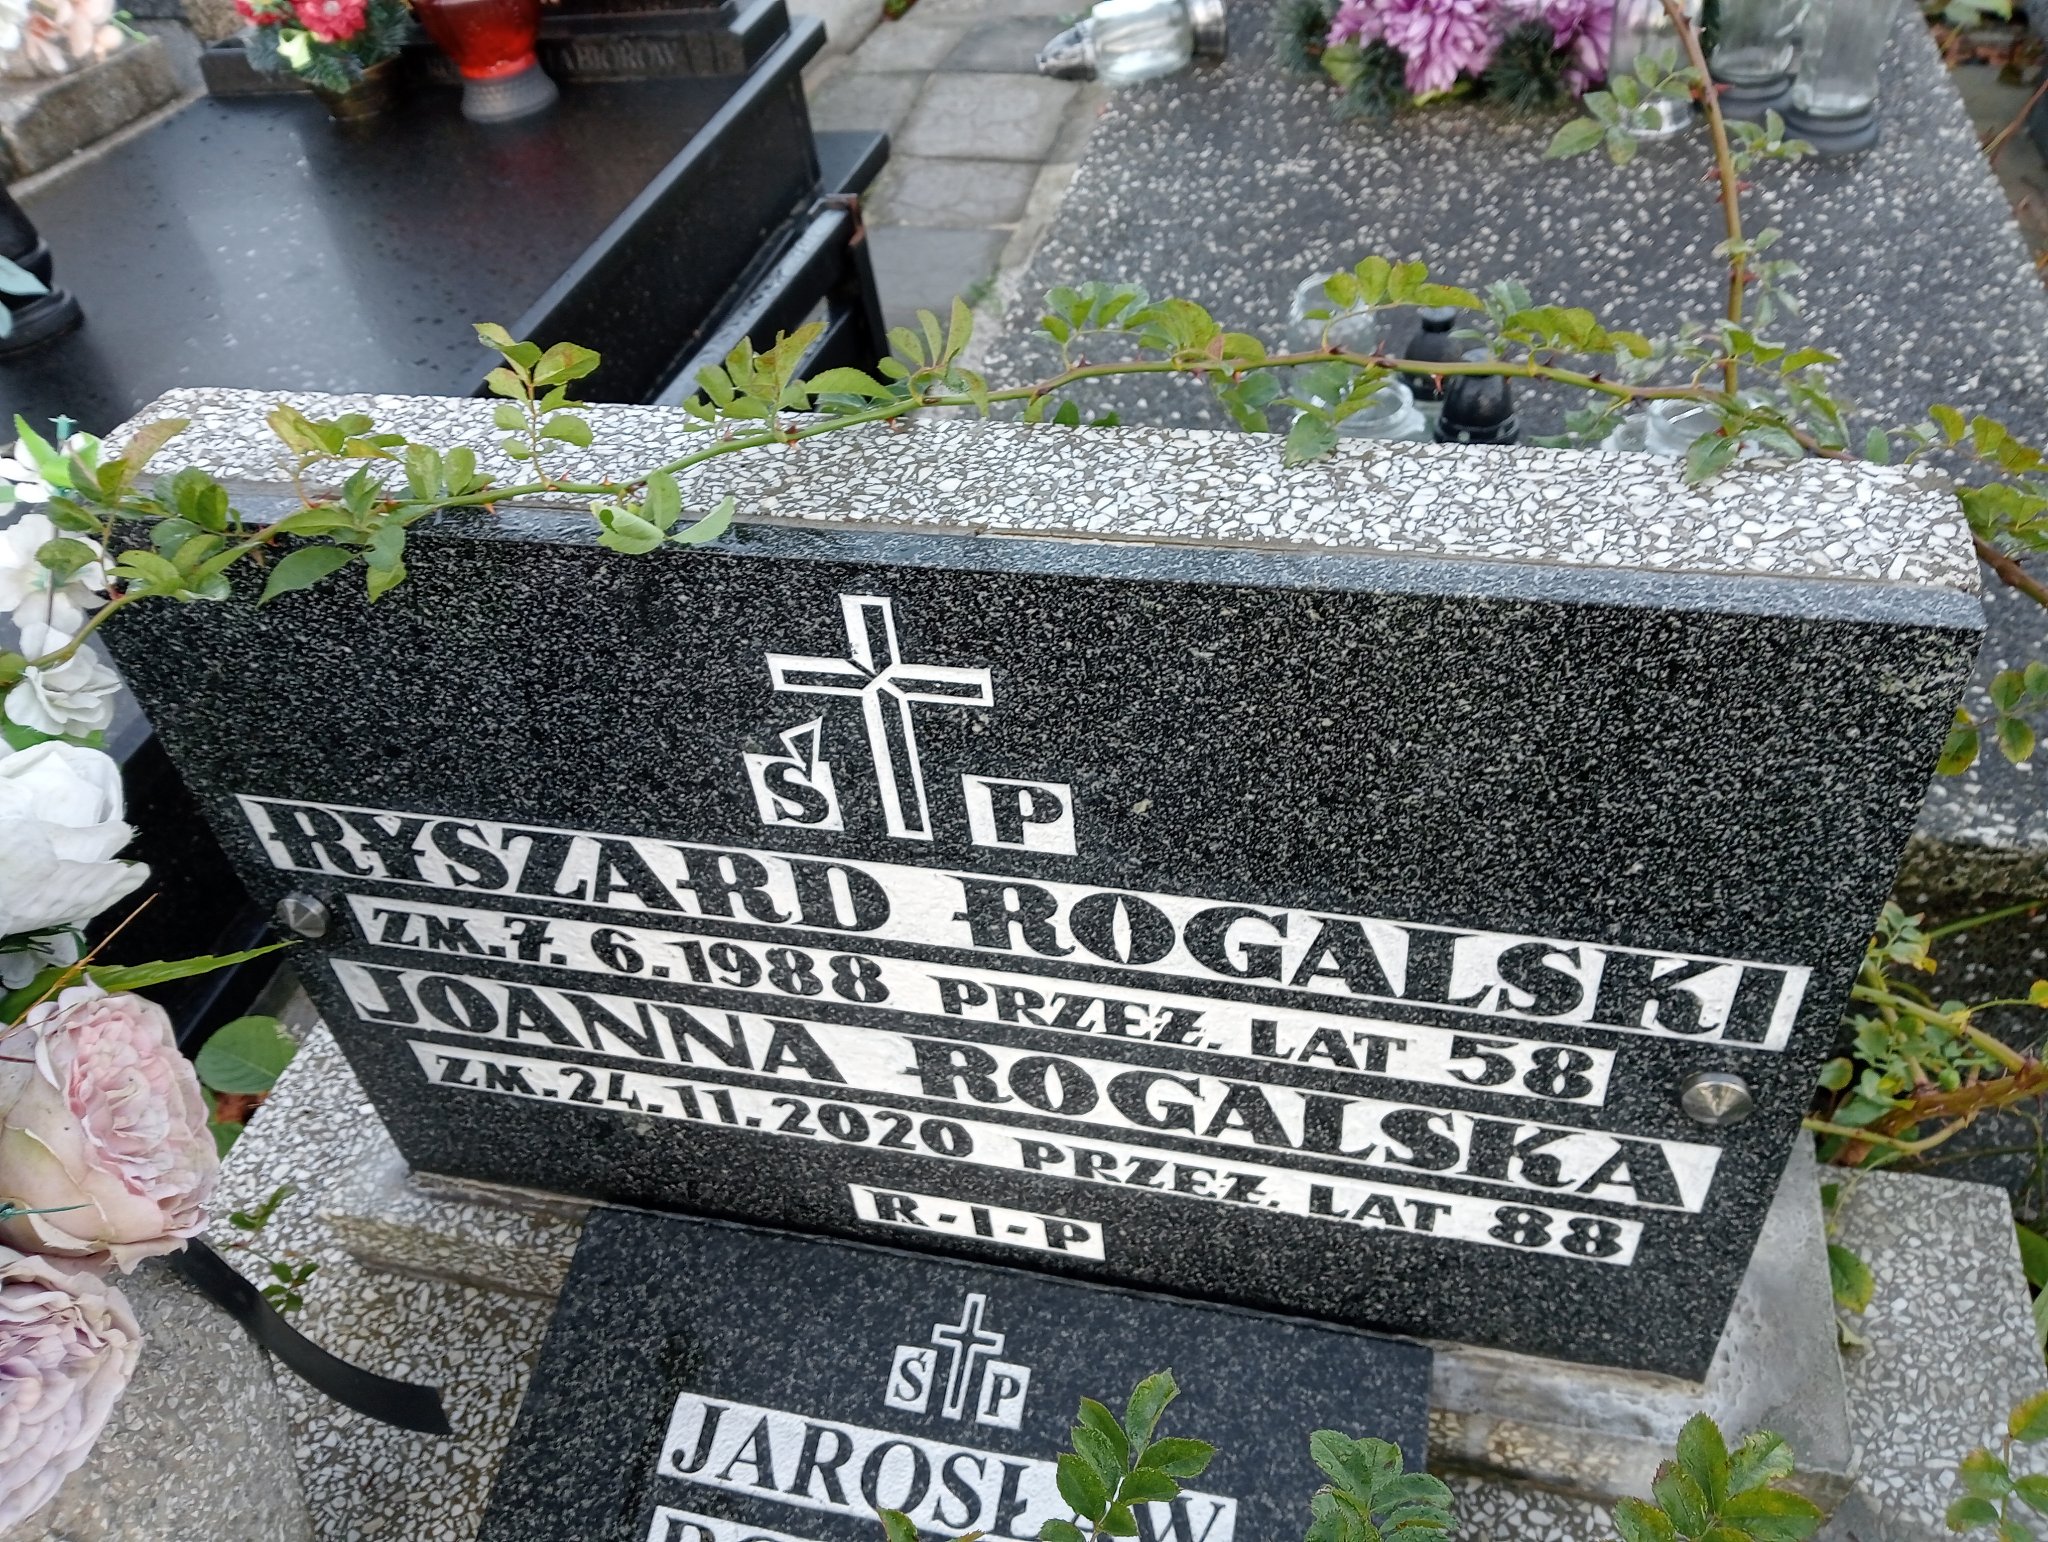 Ś P
RYSZARD ROGALSKI
ZM. 7. 6. 1988 PRZEŻ. LAT 58
JOANNA ROGALSKA
ZM. 24. 11. 2020 PRZEŻ. LAT 88
R-I-P
Ś P
JAROSŁAW